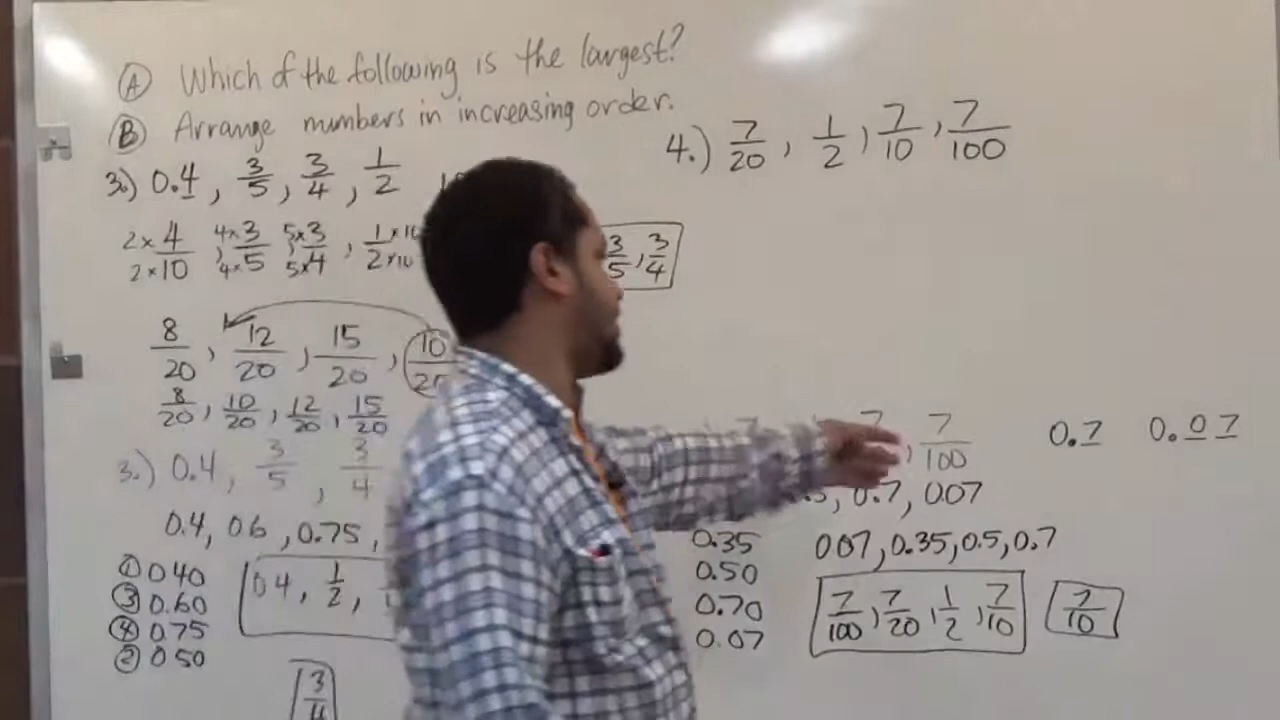 Ⓐ Which of the following is the largest?
Ⓑ Arrange numbers in increasing order.
3.) 0.4, 3/5, 3/4, 1/2
2×4/2×10, 4×3/4×5, 5×3/5×4, 1×10/2×10
3/5, 3/4
8/20, 12/20, 15/20, 10/20
8/20, 10/20, 12/20, 15/20
3.) 0.4, 3/5, 3/4
0.4, 0.6, 0.75,
① 0.40
③ 0.60
④ 0.75
② 0.50
0.4, 1/2,
3/4
4.) 7/20, 1/2, 7/10, 7/100
7/100
0.7 0.07
0.7, 0.07
0.35
0.50
0.70
0.07
0.07, 0.35, 0.5, 0.7
7/100, 7/20, 1/2, 7/10
7/10